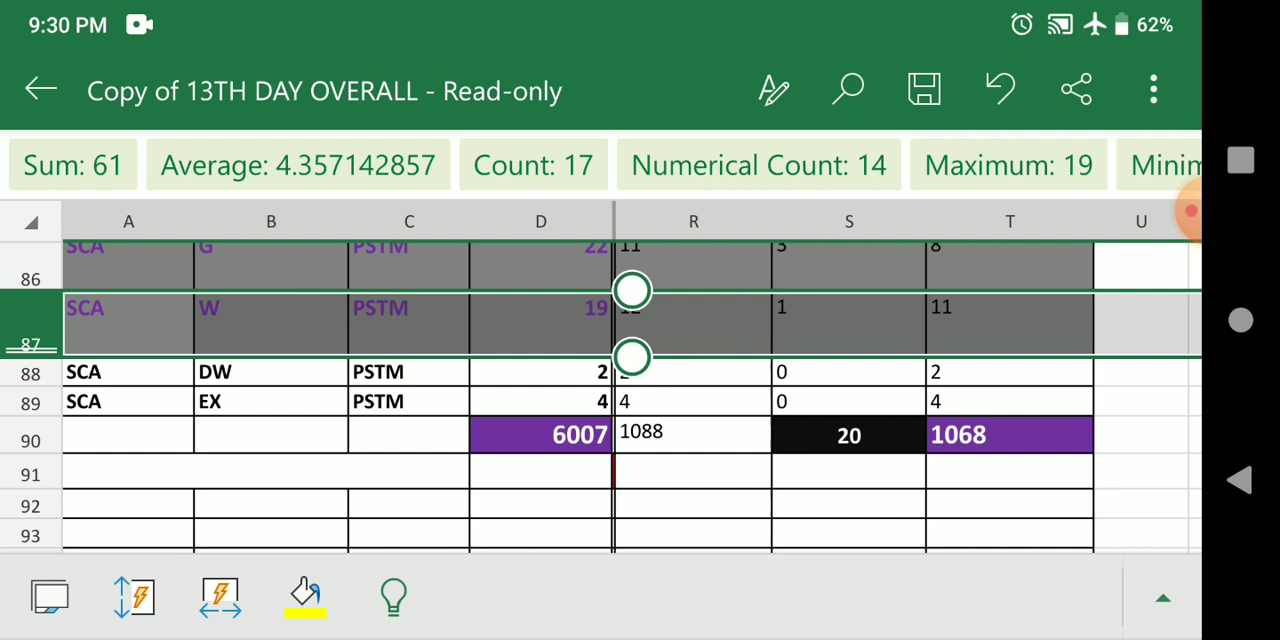 9:30 PM 62%
Copy of 13TH DAY OVERALL - Read-only
Sum: 61 Average: 4.357142857 Count: 17 Numerical Count: 14 Maximum: 19 Minim
A B C D R S T U
86 SCA G PSTM 22 11 3 8
87 SCA W PSTM 19 12 1 11
88 SCA DW PSTM 2 2 0 2
89 SCA EX PSTM 4 4 0 4
90 6007 1088 20 1068
91
92
93